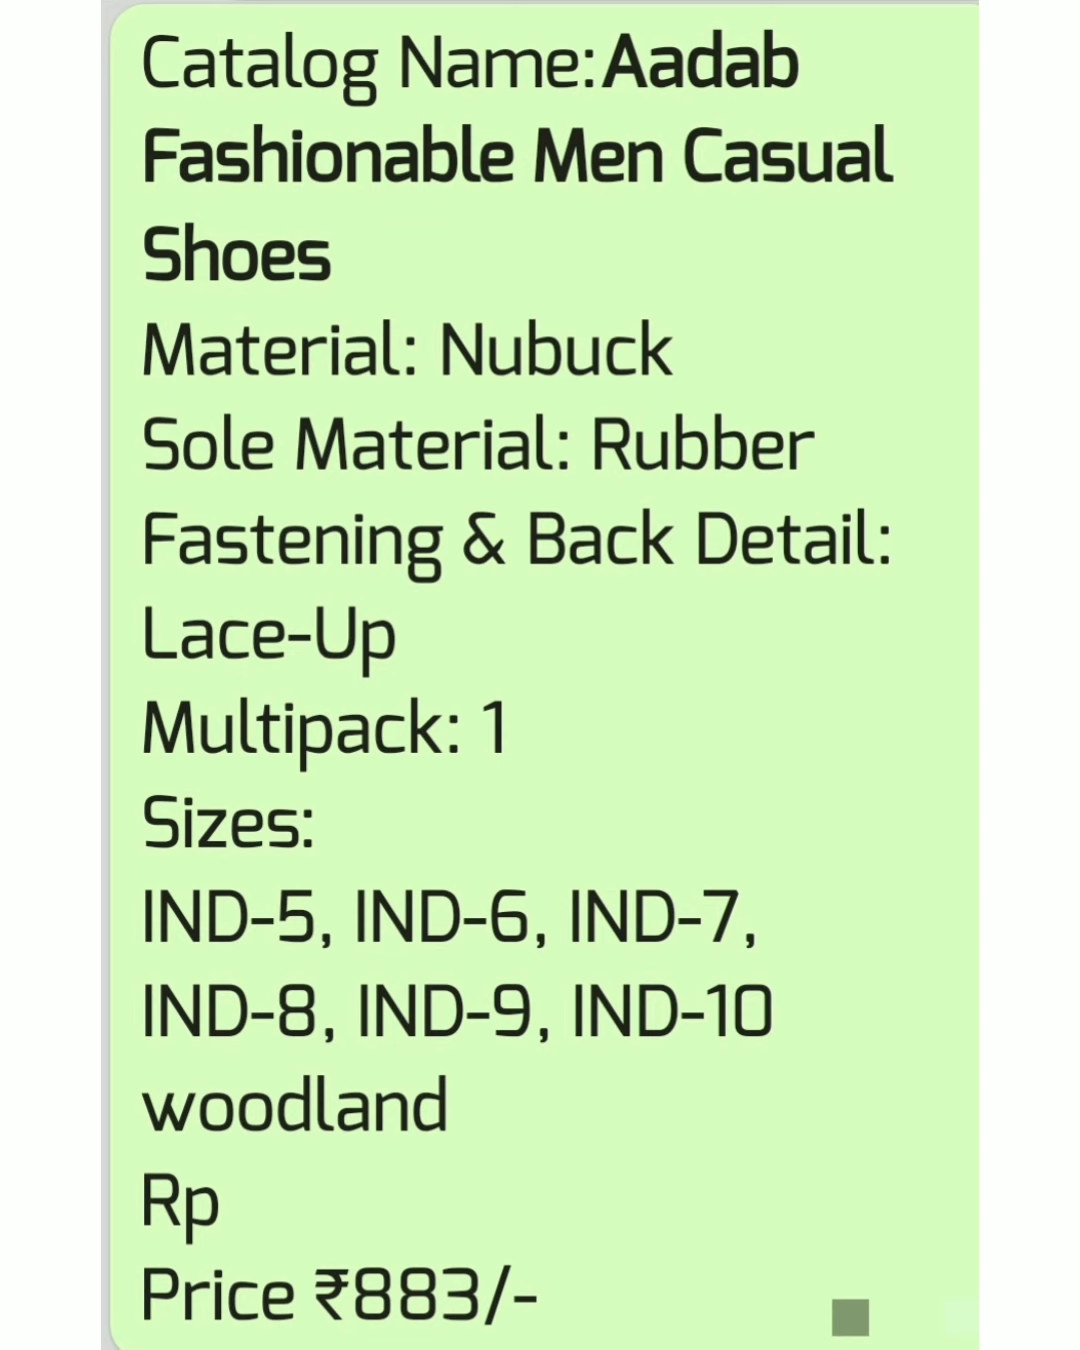 Catalog Name:Aadab
Fashionable Men Casual
Shoes
Material: Nubuck
Sole Material: Rubber
Fastening & Back Detail:
Lace-Up
Multipack: 1
Sizes:
IND-5, IND-6, IND-7,
IND-8, IND-9, IND-10
woodland
Rp
Price ₹883/-